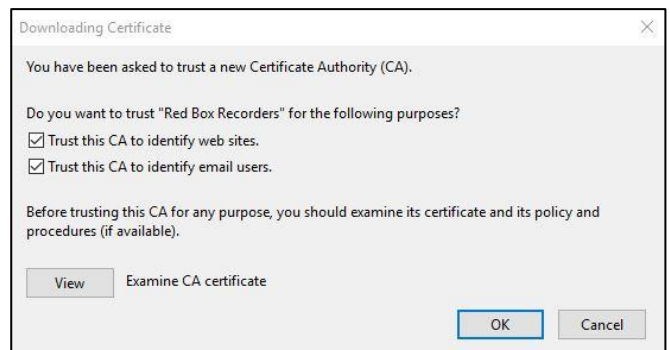 Downloading Certificate
You have been asked to trust a new Certificate Authority (CA).
Do you want to trust "Red Box Recorders" for the following purposes?
Trust this CA to identify web sites.
Trust this CA to identify email users.
Before trusting this CA for any purpose, you should examine its certificate and its policy and
procedures (if available).
View Examine CA certificate
OK Cancel